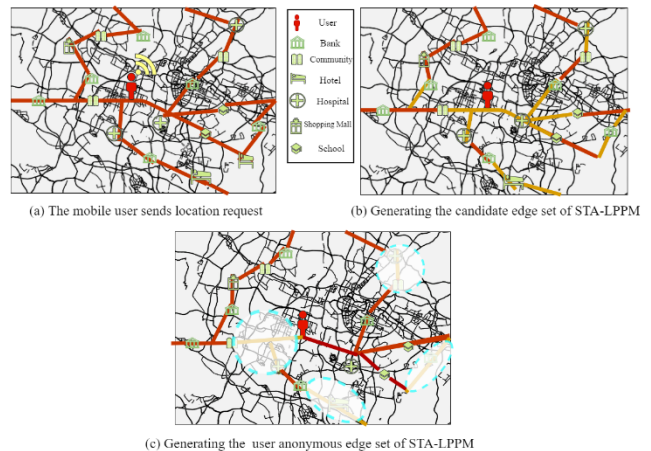 User
Bank
Community
Hotel
Hospital
Shopping Mall
School
(a) The mobile user sends location request
(b) Generating the candidate edge set of STA-LPPM
(c) Generating the user anonymous edge set of STA-LPPM